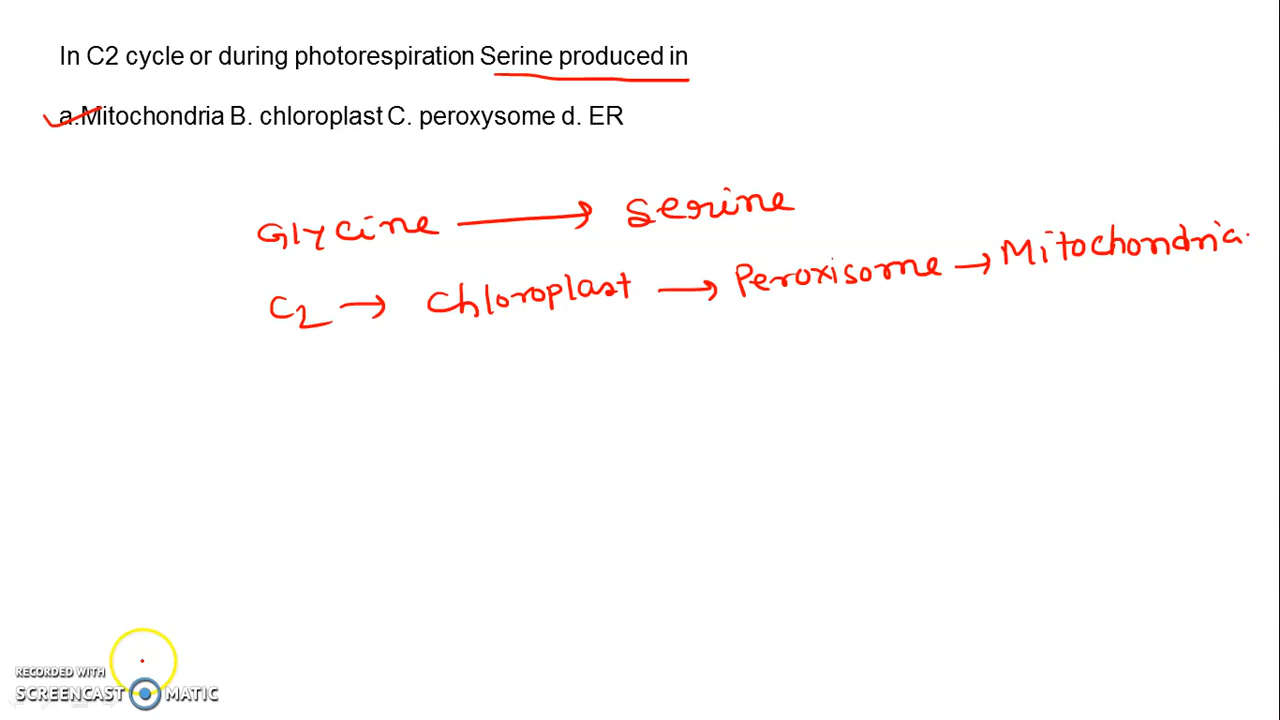 In C2 cycle or during photorespiration Serine produced in
a.Mitochondria B. chloroplast C. peroxysome d. ER
Glycine → Serine
C2 → Chloroplast → Peroxisome → Mitochondria.
RECORDED WITH
SCREENCAST MATIC